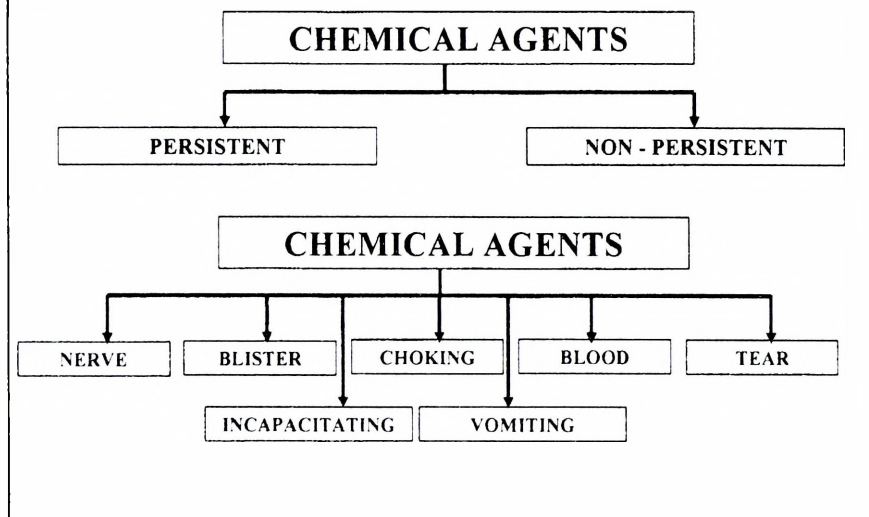 CHEMICAL AGENTS
PERSISTENT
NON - PERSISTENT
CHEMICAL AGENTS
NERVE
BLISTER
CHOKING
BLOOD
TEAR
INCAPACITATING
VOMITING